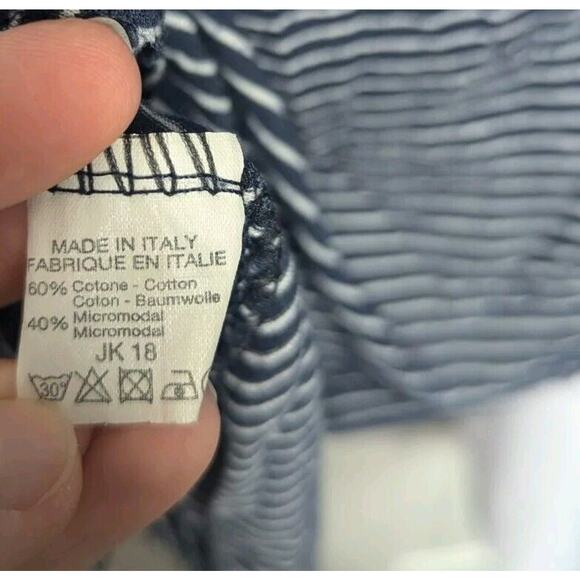 MADE IN ITALY
FABRIQUE EN ITALIE
60% Cotone - Cotton
Coton - Baumwolle
40% Micromodal
Micromodal
JK 18
30°